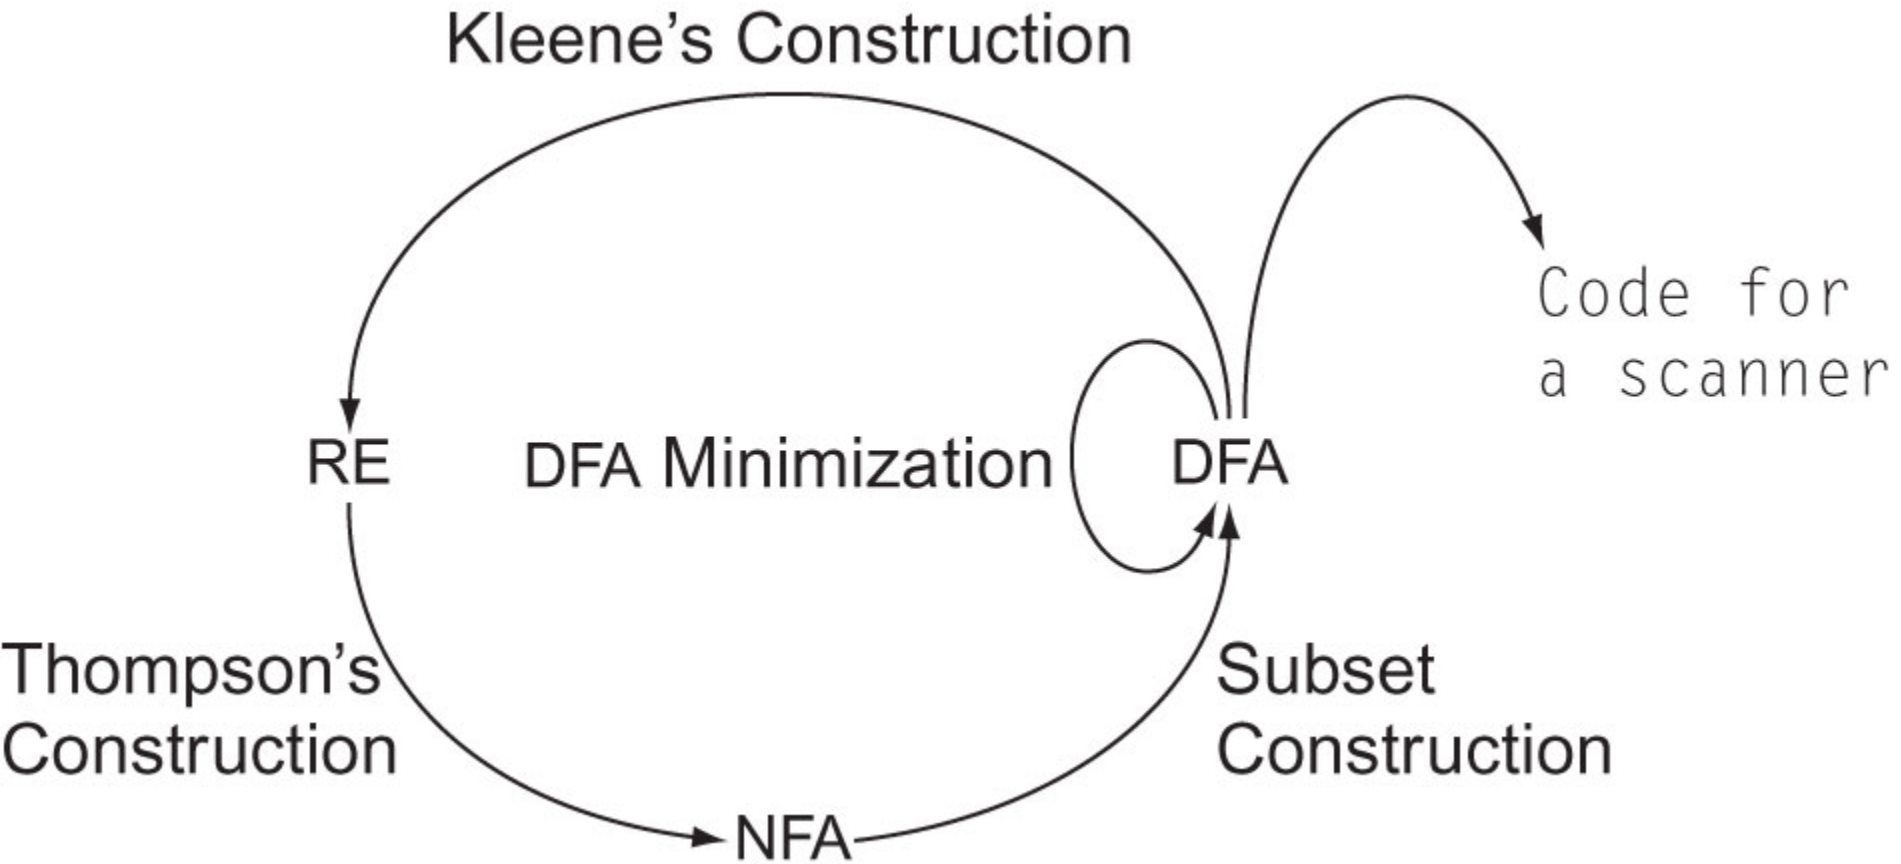 Kleene’s Construction
Code for
a scanner
RE
DFA Minimization
DFA
Thompson’s
Construction
Subset
Construction
NFA